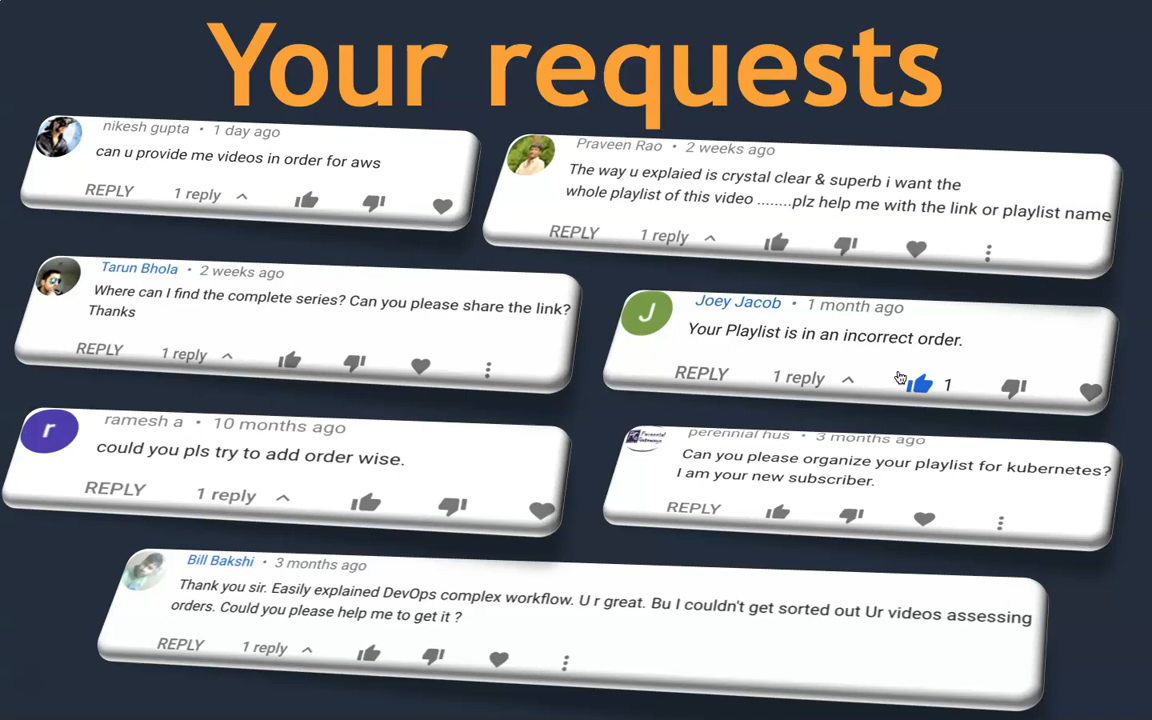 Your requests
nikesh gupta • 1 day ago
can u provide me videos in order for aws
REPLY 1 reply
Praveen Rao • 2 weeks ago
The way u explaied is crystal clear & superb i want the
whole playlist of this video ........plz help me with the link or playlist name
REPLY 1 reply
Tarun Bhola • 2 weeks ago
Where can I find the complete series? Can you please share the link?
Thanks
REPLY 1 reply
J
Joey Jacob • 1 month ago
Your Playlist is in an incorrect order.
REPLY 1 reply 1
r
ramesh a • 10 months ago
could you pls try to add order wise.
REPLY 1 reply
perennial hus • 3 months ago
Can you please organize your playlist for kubernetes?
I am your new subscriber.
REPLY
Bill Bakshi • 3 months ago
Thank you sir. Easily explained DevOps complex workflow. U r great. Bu I couldn't get sorted out Ur videos assessing
orders. Could you please help me to get it ?
REPLY 1 reply